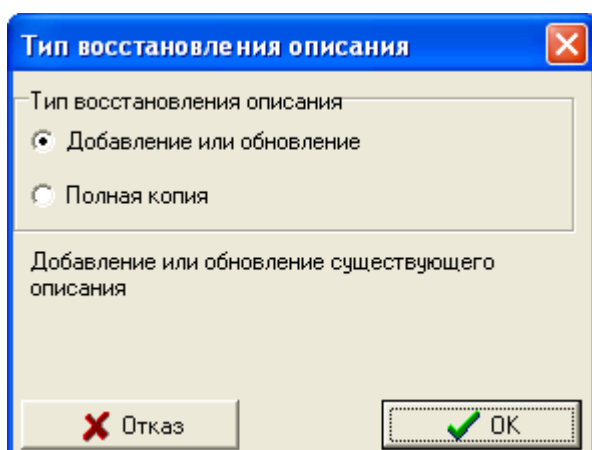 Тип восстановления описания
Тип восстановления описания
Добавление или обновление
Полная копия
Добавление или обновление существующего
описания
Отказ
OK